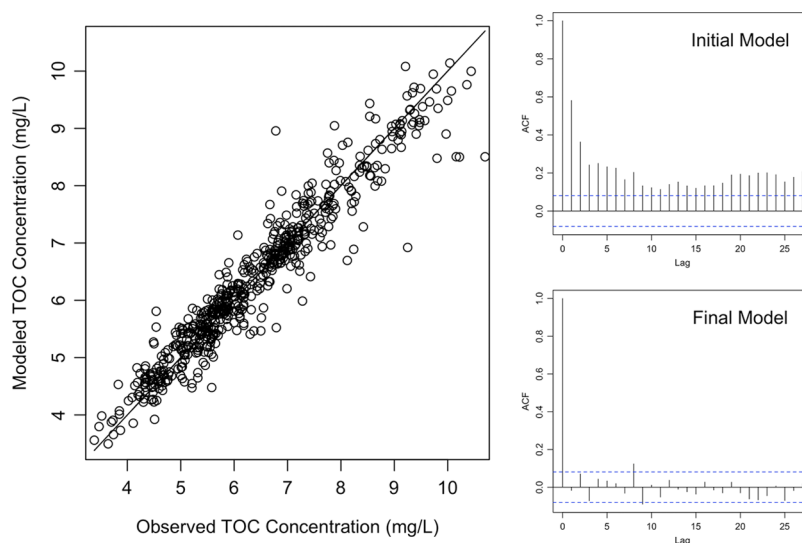 Modeled TOC Concentration (mg/L)
10
9
8
7
6
5
4
4 5 6 7 8 9 10
Observed TOC Concentration (mg/L)
Initial Model
ACF
1.0
0.8
0.6
0.4
0.2
0.0
0 5 10 15 20 25
Lag
Final Model
ACF
1.0
0.8
0.6
0.4
0.2
0.0
0 5 10 15 20 25
Lag